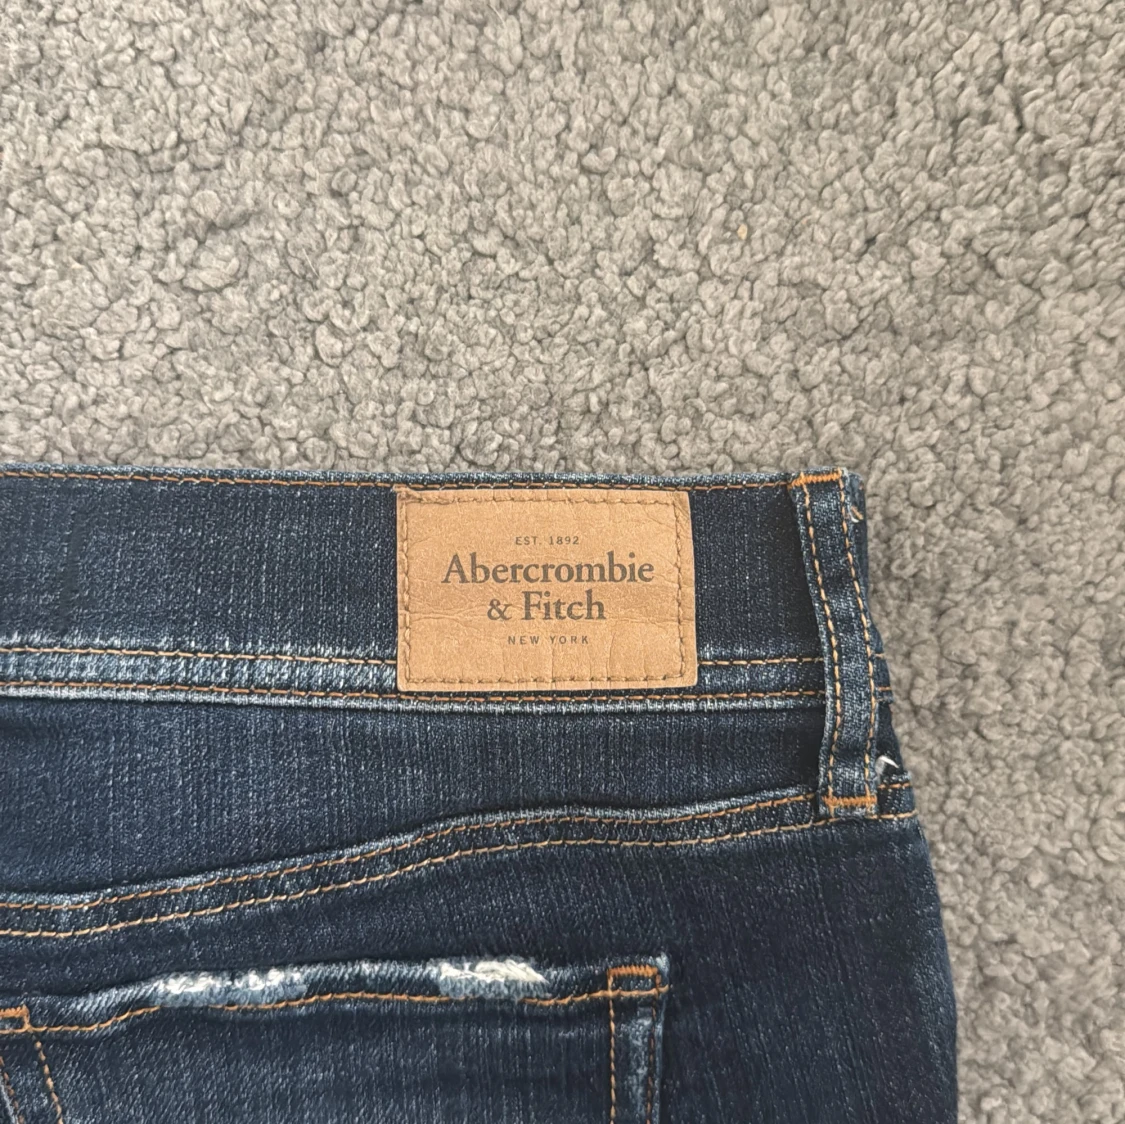 EST. 1892
Abercrombie
& Fitch
NEW YORK